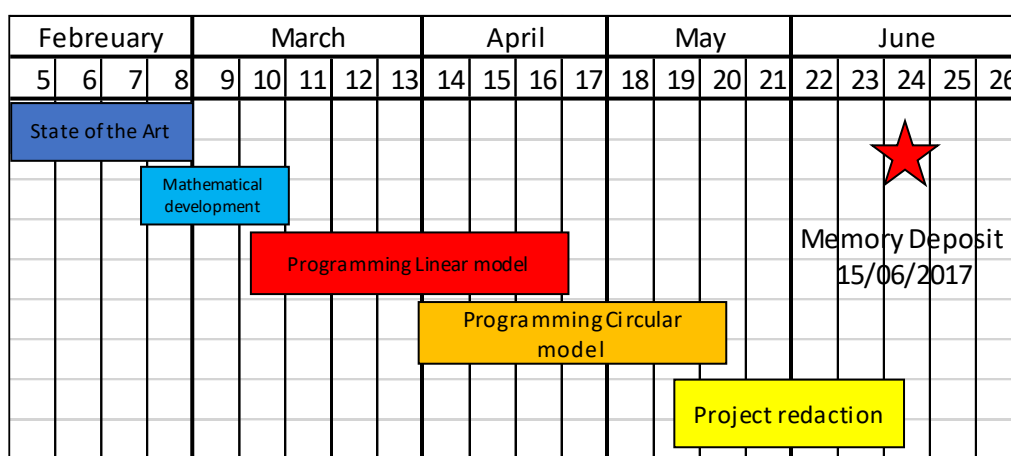 Febreuary March April May June
5 6 7 8 9 10 11 12 13 14 15 16 17 18 19 20 21 22 23 24 25 26
State of the Art
Mathematical
development
Programming Linear model
Memory Deposit
15/06/2017
Programming Circular
model
Project redaction